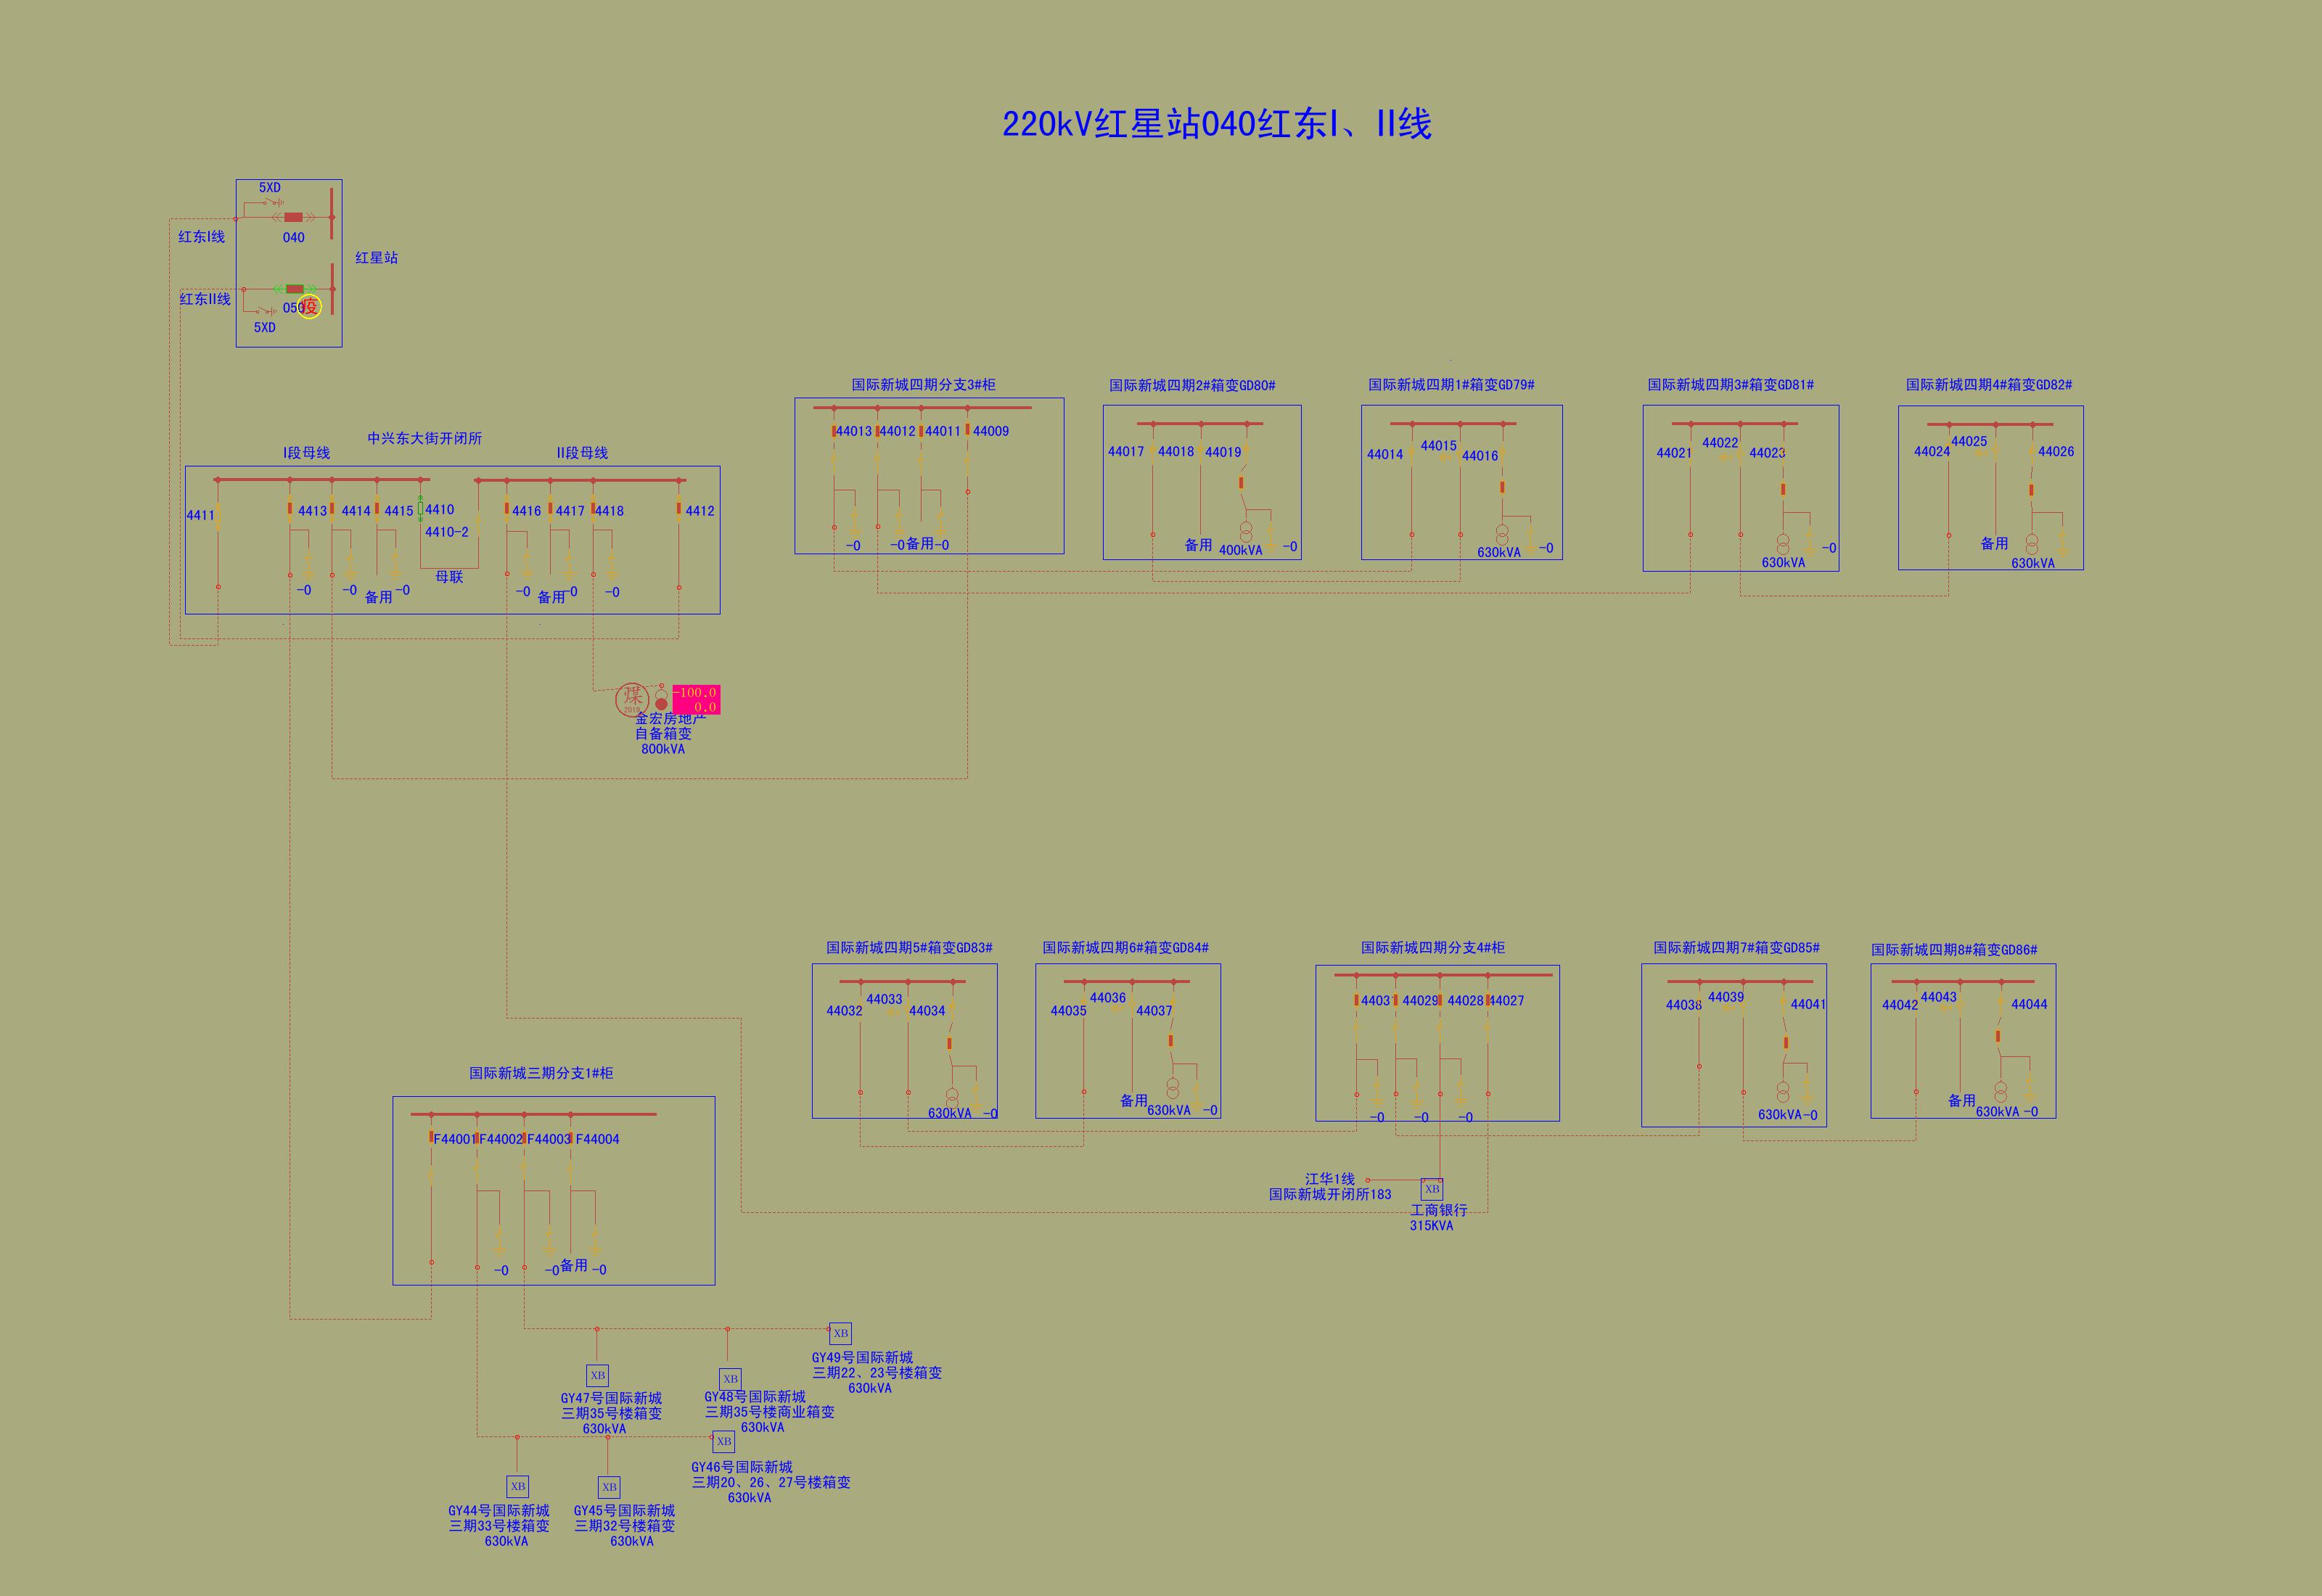 220kV红星站040红东I、II线
5XD
红东I线
040
红星站
红东II线
5XD
中兴东大街开闭所
I段母线
II段母线
4411
4413
4414
4415
4410
4410-2
4416
4417
4418
4412
母联
-0
-0
备用
-0
-0
备用
-0
-0
煤
2018
-100.0
0.0
金宏房地产
自备箱变
800kVA
国际新城四期分支3#柜
44013
44012
44011
44009
-0
-0
备用
-0
国际新城四期2#箱变GD80#
44017
44018
44019
备用
400kVA
-0
国际新城四期1#箱变GD79#
44014
44015
44016
630kVA
-0
国际新城四期3#箱变GD81#
44021
44022
44023
630kVA
-0
国际新城四期4#箱变GD82#
44024
44025
44026
备用
630kVA
国际新城四期5#箱变GD83#
44032
44033
44034
630kVA
-0
国际新城四期6#箱变GD84#
44035
44036
44037
备用
630kVA
-0
国际新城四期分支4#柜
44029
44028
44027
-0
-0
-0
江华1线
国际新城开闭所183
XB
工商银行
315KVA
国际新城四期7#箱变GD85#
44038
44039
44041
630kVA
-0
国际新城四期8#箱变GD86#
44042
44043
44044
备用
630kVA
-0
国际新城三期分支1#柜
F44001
F44002
F44003
F44004
-0
-0
备用
-0
XB
GY47号国际新城
三期35号楼箱变
630kVA
XB
GY48号国际新城
三期35号楼商业箱变
630kVA
XB
GY49号国际新城
三期22、23号楼箱变
630kVA
XB
GY44号国际新城
三期33号楼箱变
630kVA
XB
GY45号国际新城
三期32号楼箱变
630kVA
XB
GY46号国际新城
三期20、26、27号楼箱变
630kVA